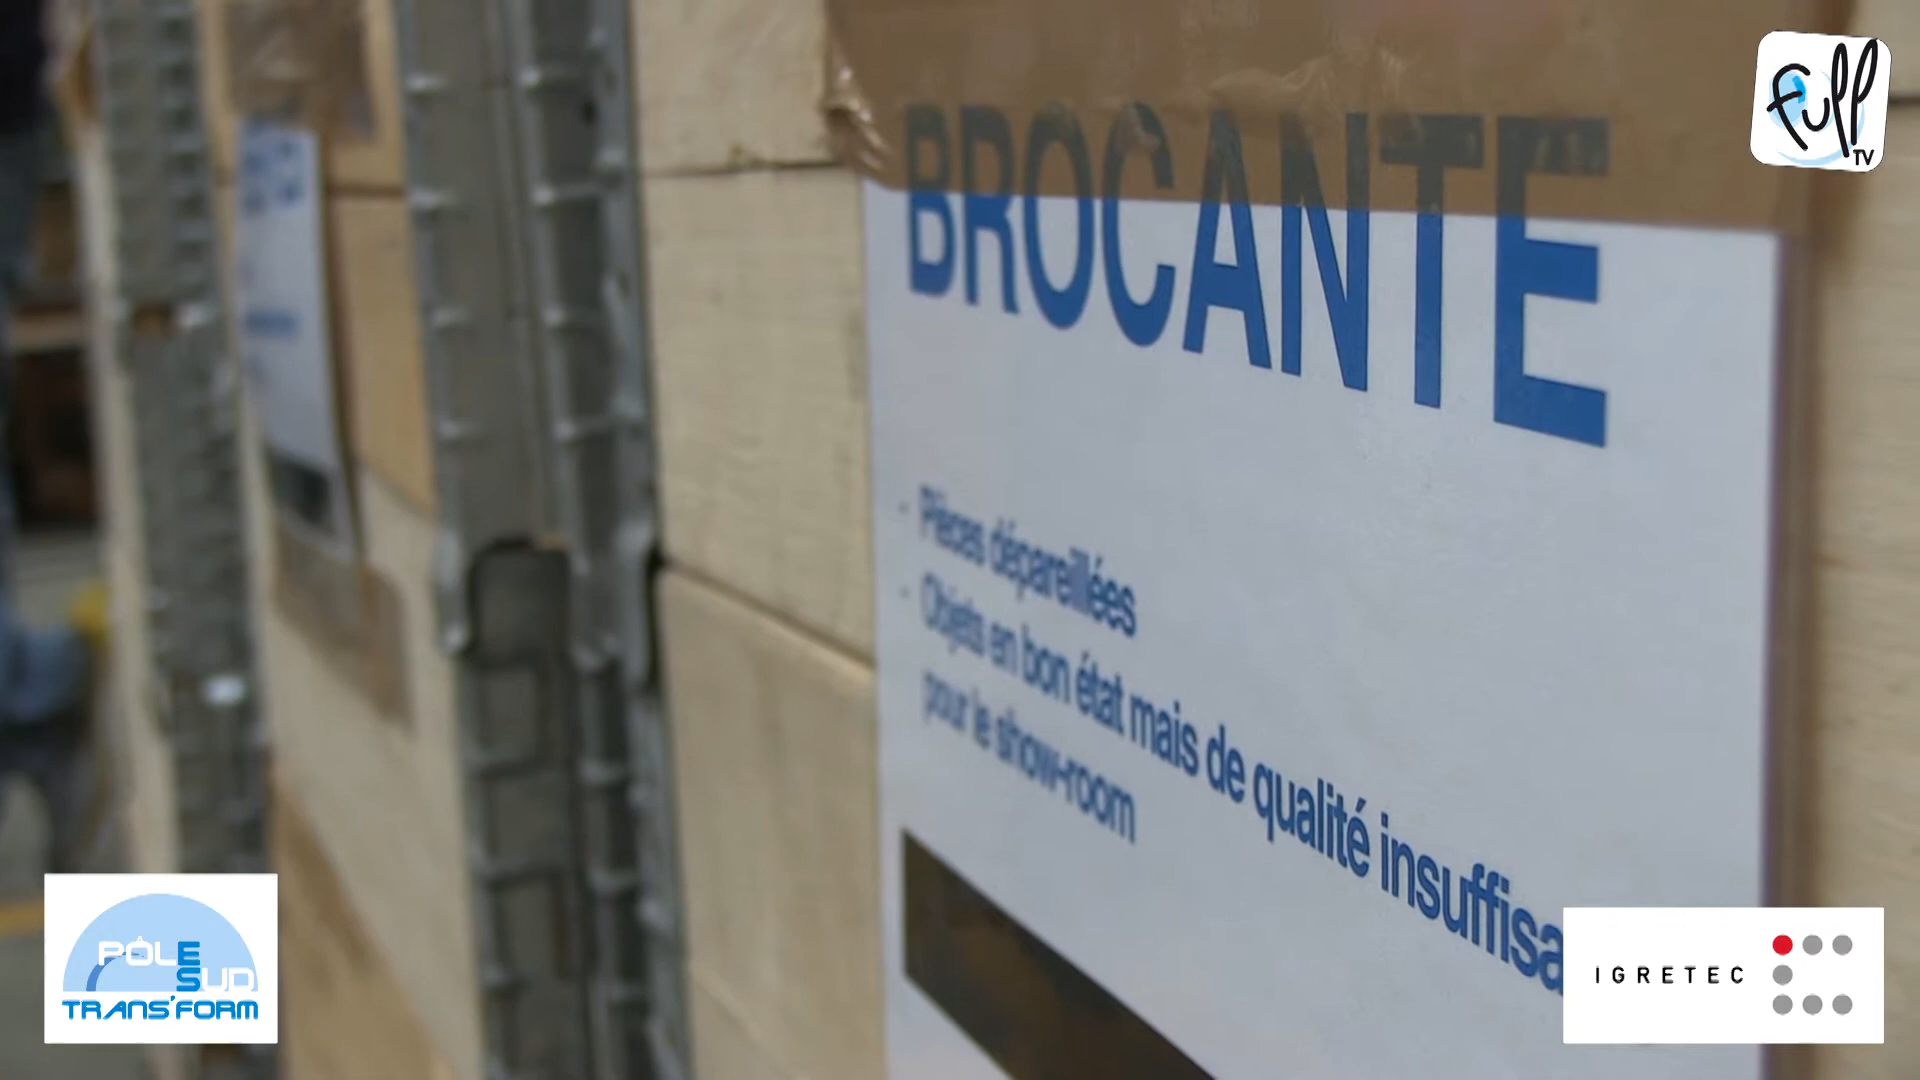 full
TV
BROCANTE
- Pièces dépareillées
- Objets en bon état mais de qualité
pour le show-room
PÔLE
SUD
TRANS'FORM
IGRETEC